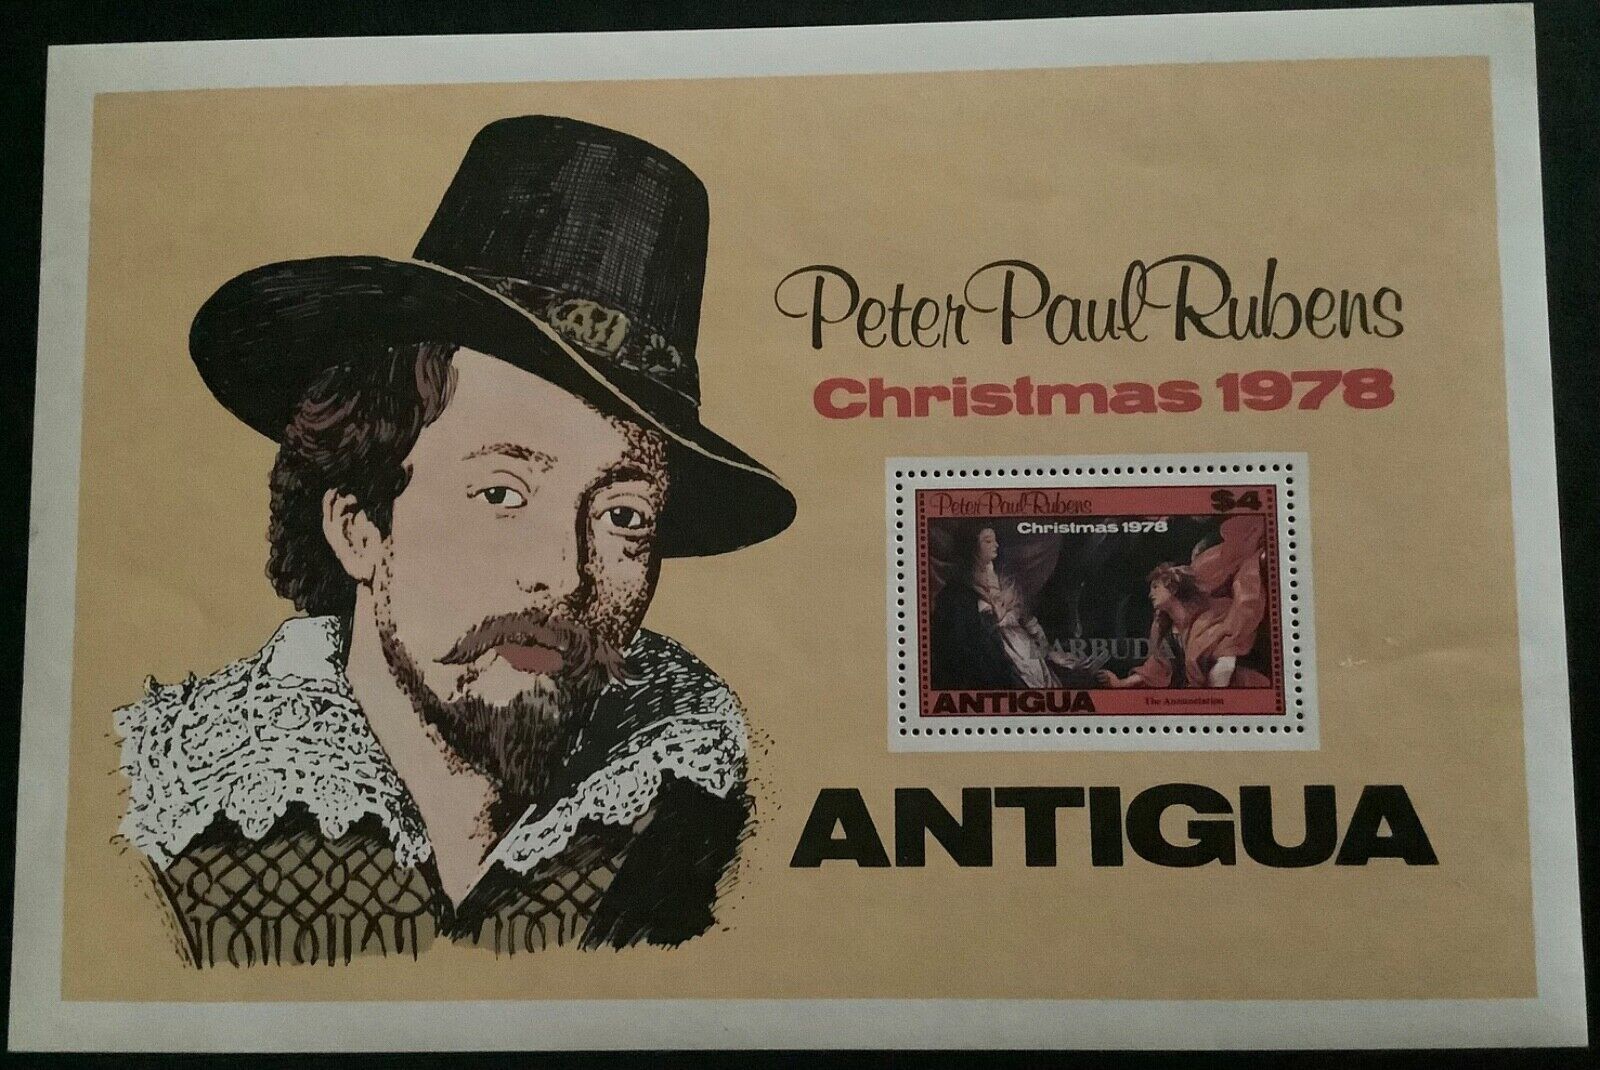 Peter Paul Rubens
Christmas 1978
Peter Paul Rubens $4
Christmas 1978
BARBUDA
ANTIGUA The Annunciation
ANTIGUA